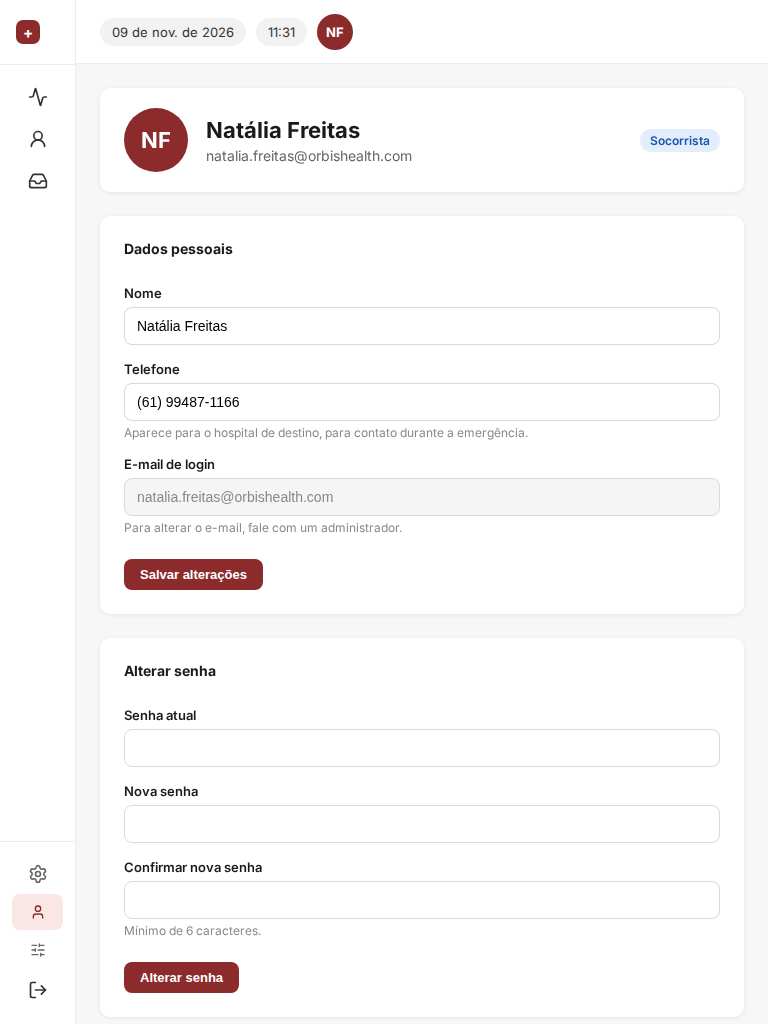 +
09 de nov. de 2026
11:31
NF
NF
Natália Freitas
natalia.freitas@orbishealth.com
Socorrista
Dados pessoais
Nome
Natália Freitas
Telefone
(61) 99487-1166
Aparece para o hospital de destino, para contato durante a emergência.
E-mail de login
natalia.freitas@orbishealth.com
Para alterar o e-mail, fale com um administrador.
Salvar alterações
Alterar senha
Senha atual
Nova senha
Confirmar nova senha
Mínimo de 6 caracteres.
Alterar senha